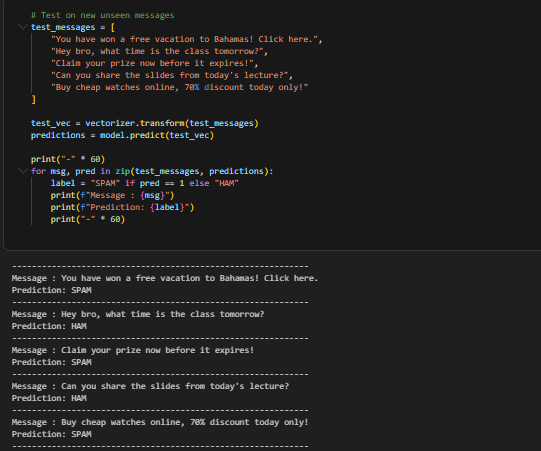 # Test on new unseen messages
test_messages = [
    "You have won a free vacation to Bahamas! Click here.",
    "Hey bro, what time is the class tomorrow?",
    "Claim your prize now before it expires!",
    "Can you share the slides from today's lecture?",
    "Buy cheap watches online, 70% discount today only!"
]

test_vec = vectorizer.transform(test_messages)
predictions = model.predict(test_vec)

print("-" * 60)
for msg, pred in zip(test_messages, predictions):
    label = "SPAM" if pred == 1 else "HAM"
    print(f"Message : {msg}")
    print(f"Prediction: {label}")
    print("-" * 60)

------------------------------------------------------------
Message : You have won a free vacation to Bahamas! Click here.
Prediction: SPAM
------------------------------------------------------------
Message : Hey bro, what time is the class tomorrow?
Prediction: HAM
------------------------------------------------------------
Message : Claim your prize now before it expires!
Prediction: SPAM
------------------------------------------------------------
Message : Can you share the slides from today's lecture?
Prediction: HAM
------------------------------------------------------------
Message : Buy cheap watches online, 70% discount today only!
Prediction: SPAM
------------------------------------------------------------